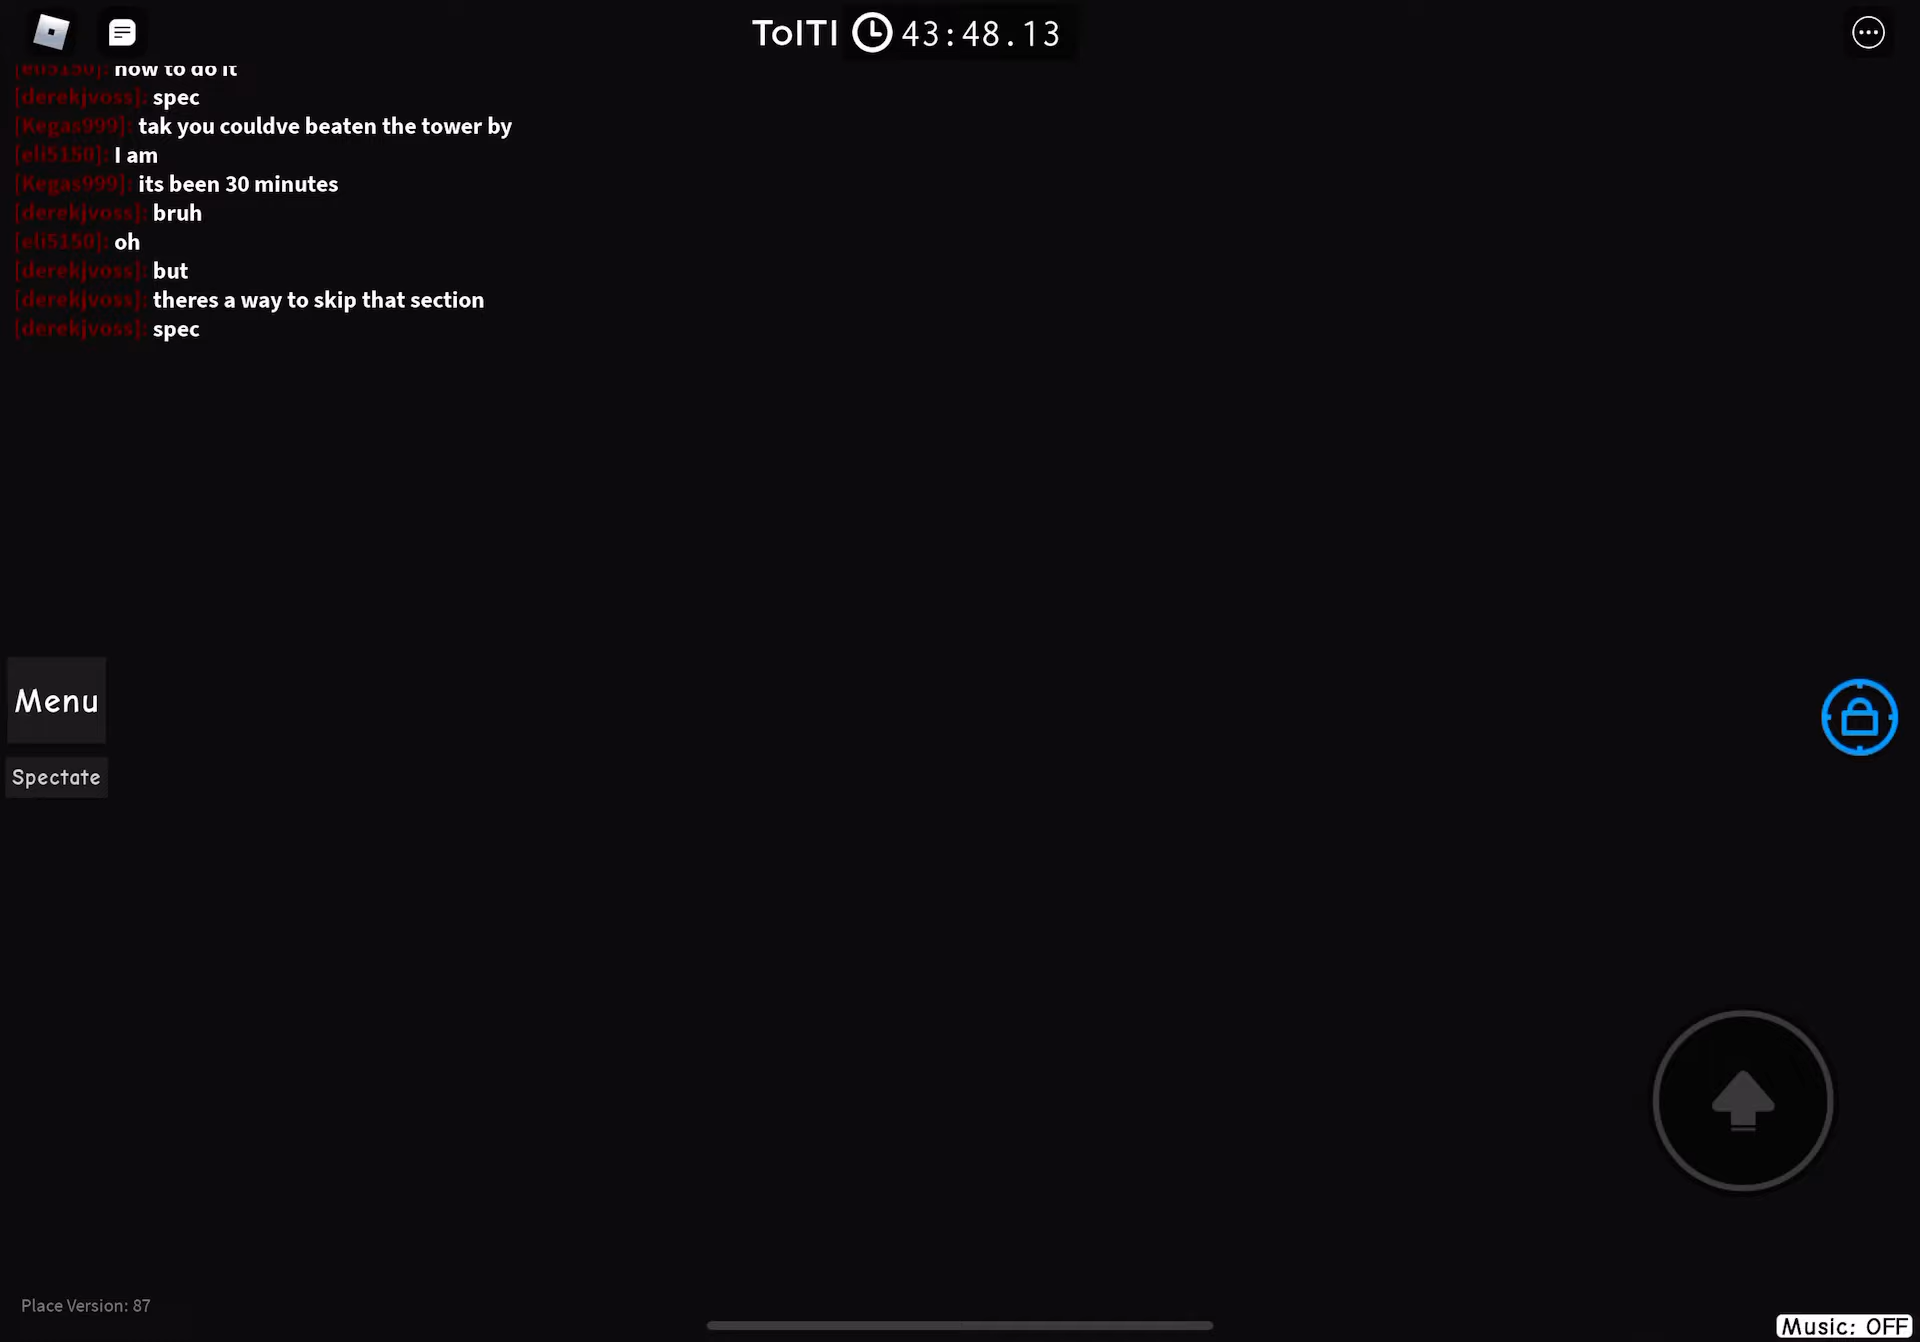 ToITI 43:48.13
[eli5150]: how to do it
[derekjvoss]: spec
[Kegas999]: tak you couldve beaten the tower by
[eli5150]: I am
[Kegas999]: its been 30 minutes
[derekjvoss]: bruh
[eli5150]: oh
[derekjvoss]: but
[derekjvoss]: theres a way to skip that section
[derekjvoss]: spec
Menu
Spectate
Place Version: 87
Music: OFF